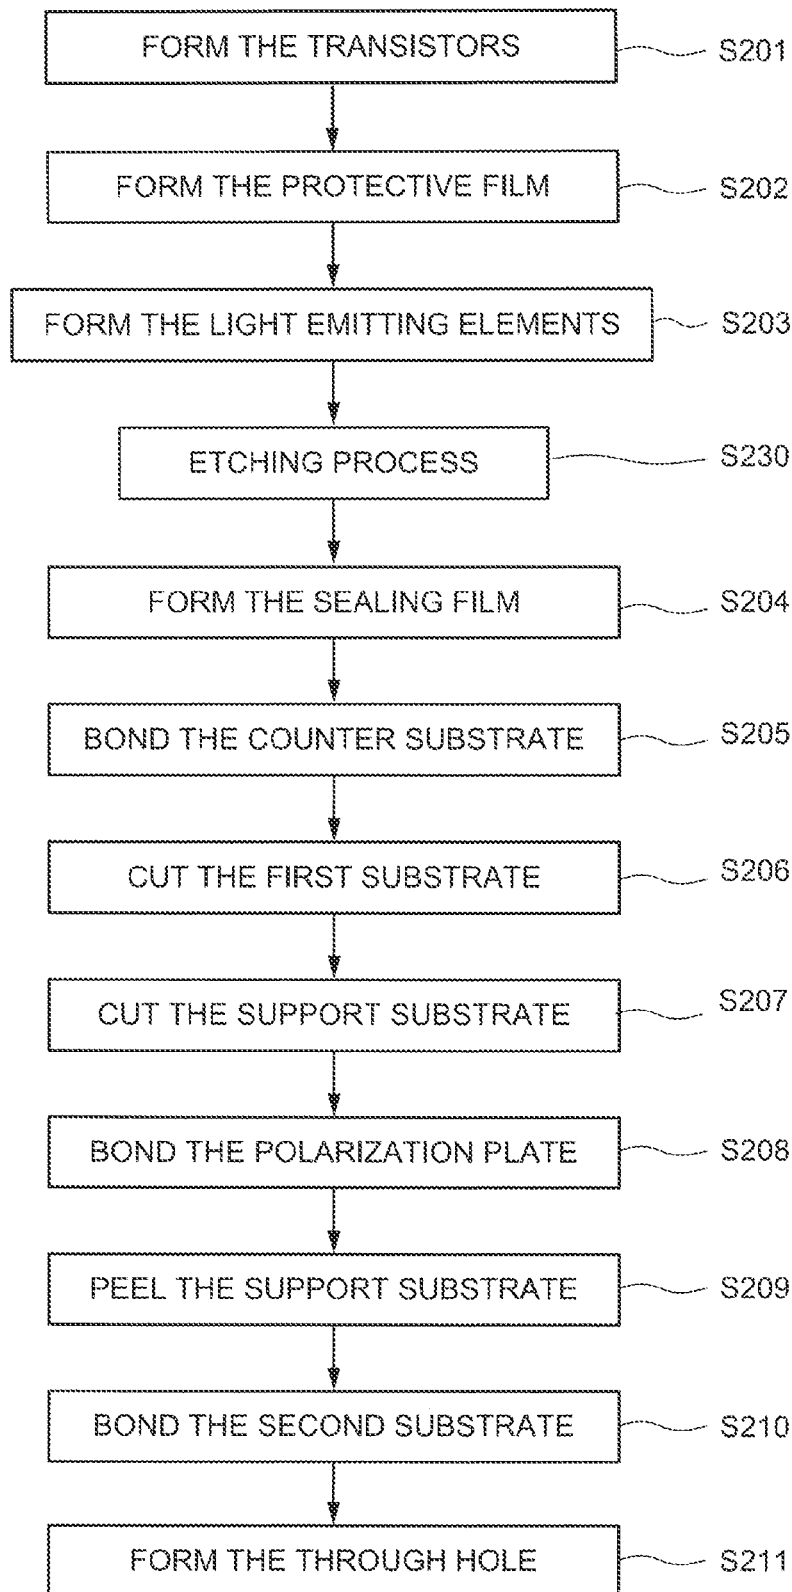 FORM THE TRANSISTORS S201
FORM THE PROTECTIVE FILM S202
FORM THE LIGHT EMITTING ELEMENTS S203
ETCHING PROCESS S230
FORM THE SEALING FILM S204
BOND THE COUNTER SUBSTRATE S205
CUT THE FIRST SUBSTRATE S206
CUT THE SUPPORT SUBSTRATE S207
BOND THE POLARIZATION PLATE S208
PEEL THE SUPPORT SUBSTRATE S209
BOND THE SECOND SUBSTRATE S210
FORM THE THROUGH HOLE S211